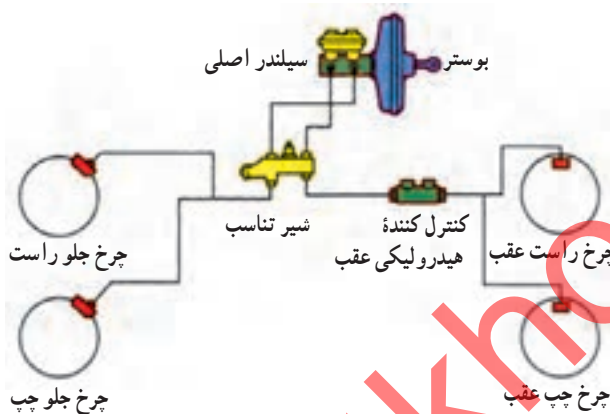 بوستر
سیلندر اصلی
شیر تناسب
کنترل کنندهٔ
هیدرولیکی عقب
چرخ راست عقب
چرخ جلو راست
چرخ چپ عقب
چرخ جلو چپ
kho